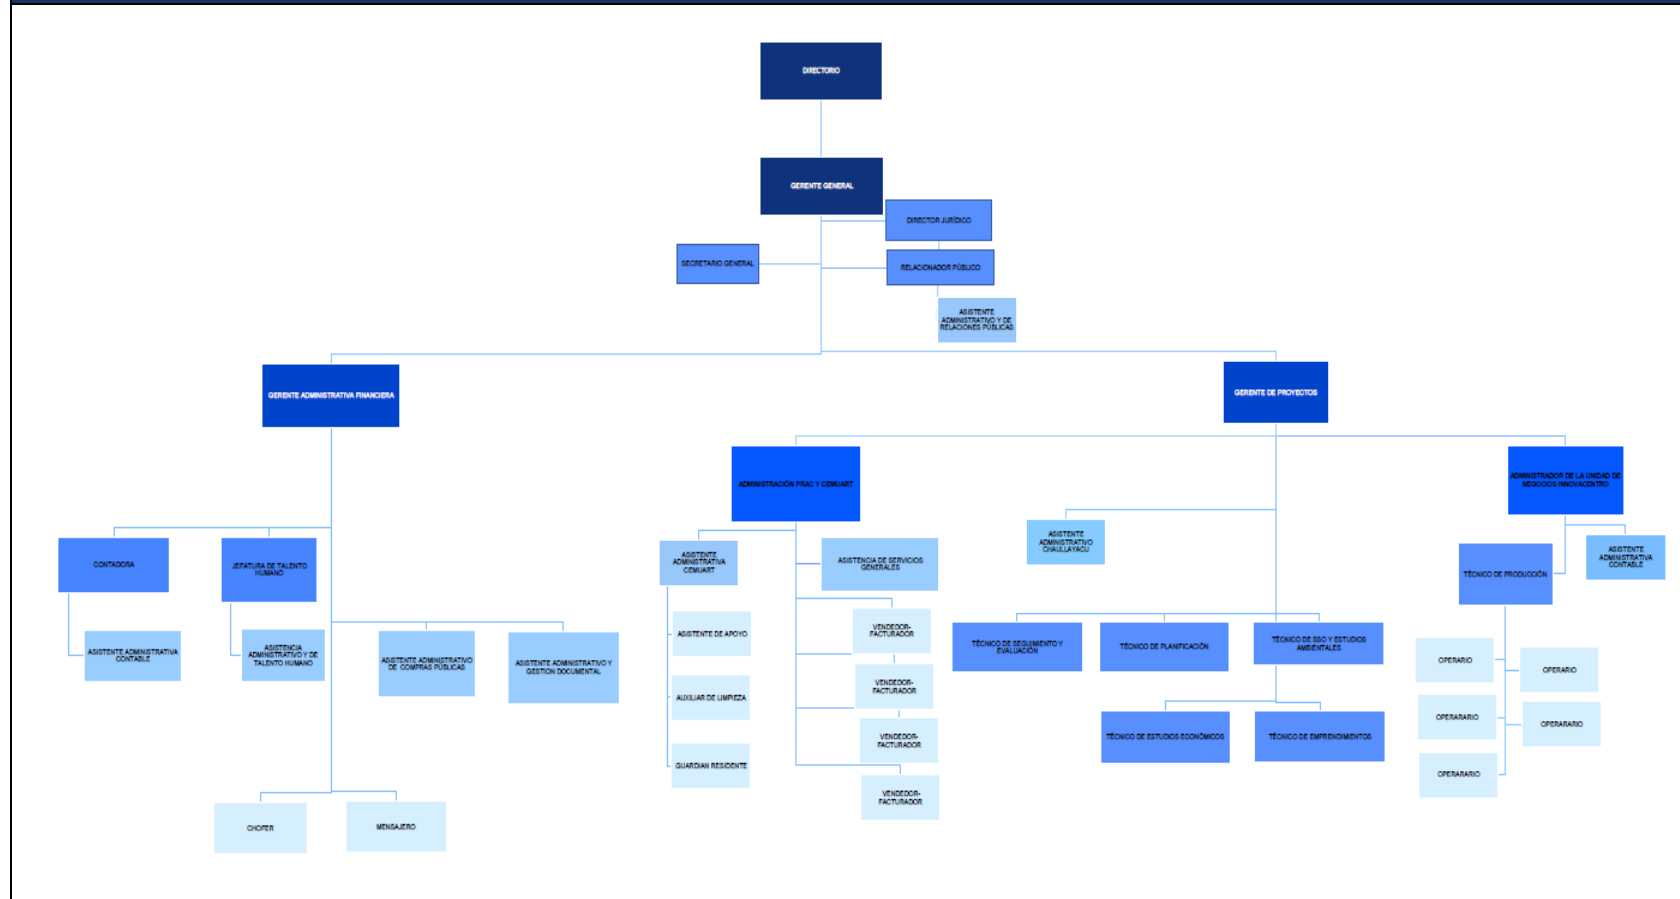 DIRECTORIO
GERENTE GENERAL
DIRECTOR JURÍDICO
SECRETARIO GENERAL
RELACIONADOR PÚBLICO
ASISTENTE
ADMINISTRATIVO Y DE
RELACIONES PÚBLICAS
GERENTE ADMINISTRATIVA FINANCIERA
GERENTE DE PROYECTOS
ADMINISTRACIÓN PRAC Y CEMUART
ADMINISTRADOR DE LA UNIDAD DE
NEGOCIOS INNOVACENTRO
CONTADORA
JEFATURA DE TALENTO
HUMANO
ASISTENTE ADMINISTRATIVA
CONTABLE
ASISTENCIA
ADMINISTRATIVO Y DE
TALENTO HUMANO
ASISTENTE ADMINISTRATIVO
DE COMPRAS PÚBLICAS
ASISTENTE ADMINISTRATIVO Y
GESTION DOCUMENTAL
CHOFER
MENSAJERO
ASISTENTE
ADMINISTRATIVA
CEMUART
ASISTENCIA DE SERVICIOS
GENERALES
ASISTENTE DE APOYO
AUXILIAR DE LIMPIEZA
GUARDIAN RESIDENTE
VENDEDOR-
FACTURADOR
VENDEDOR-
FACTURADOR
VENDEDOR-
FACTURADOR
VENDEDOR-
FACTURADOR
ASISTENTE
ADMINISTRATIVO
CHAULLAYACU
TÉCNICO DE SEGUIMIENTO Y
EVALUACIÓN
TÉCNICO DE PLANIFICACIÓN
TÉCNICO DE SSO Y ESTUDIOS
AMBIENTALES
TÉCNICO DE ESTUDIOS ECONÓMICOS
TÉCNICO DE EMPRENDIMIENTOS
TÉCNICO DE PRODUCCIÓN
ASISTENTE
ADMINISTRATIVA
CONTABLE
OPERARIO
OPERARIO
OPERARARIO
OPERARARIO
OPERARARIO